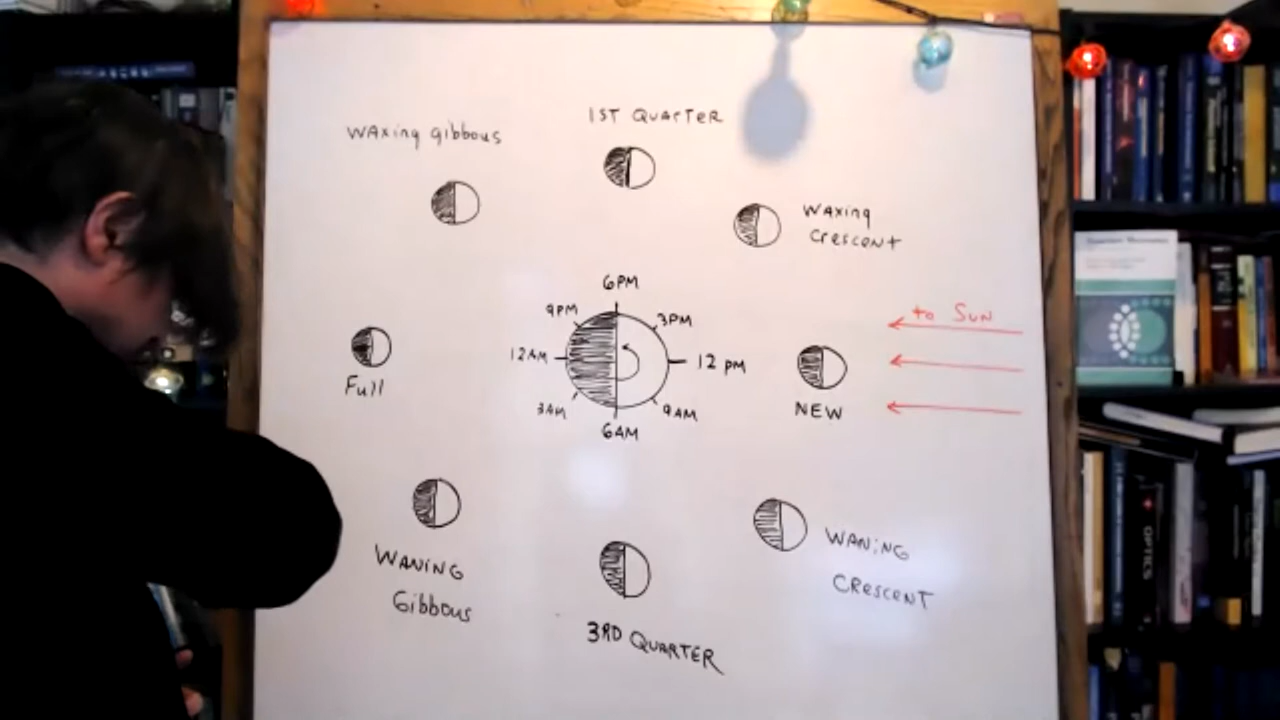 1ST QUARTER
WAxing gibbous
WAxing
Crescent
6PM
9PM
3PM
to Sun
12AM
12 PM
Full
NEW
3AM
9AM
6AM
WANiNG
CRescENT
WANING
Gibbous
3RD QUARTER
OPTICS